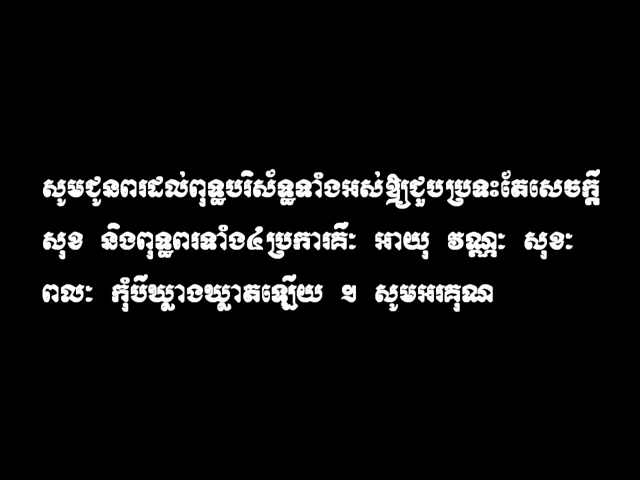 សូមជូនពរដល់ពុទ្ធបរិស័ទ្ធទាំងអស់ឱ្យជួបប្រទះតែសេចក្ដី
សុខ និងពុទ្ធពរទាំង៤ប្រការគឺៈ អាយុ វណ្ណៈ សុខៈ
ពលៈ កុំបីឃ្លាងឃ្លាតឡើយ ៗ សូមអរគុណ